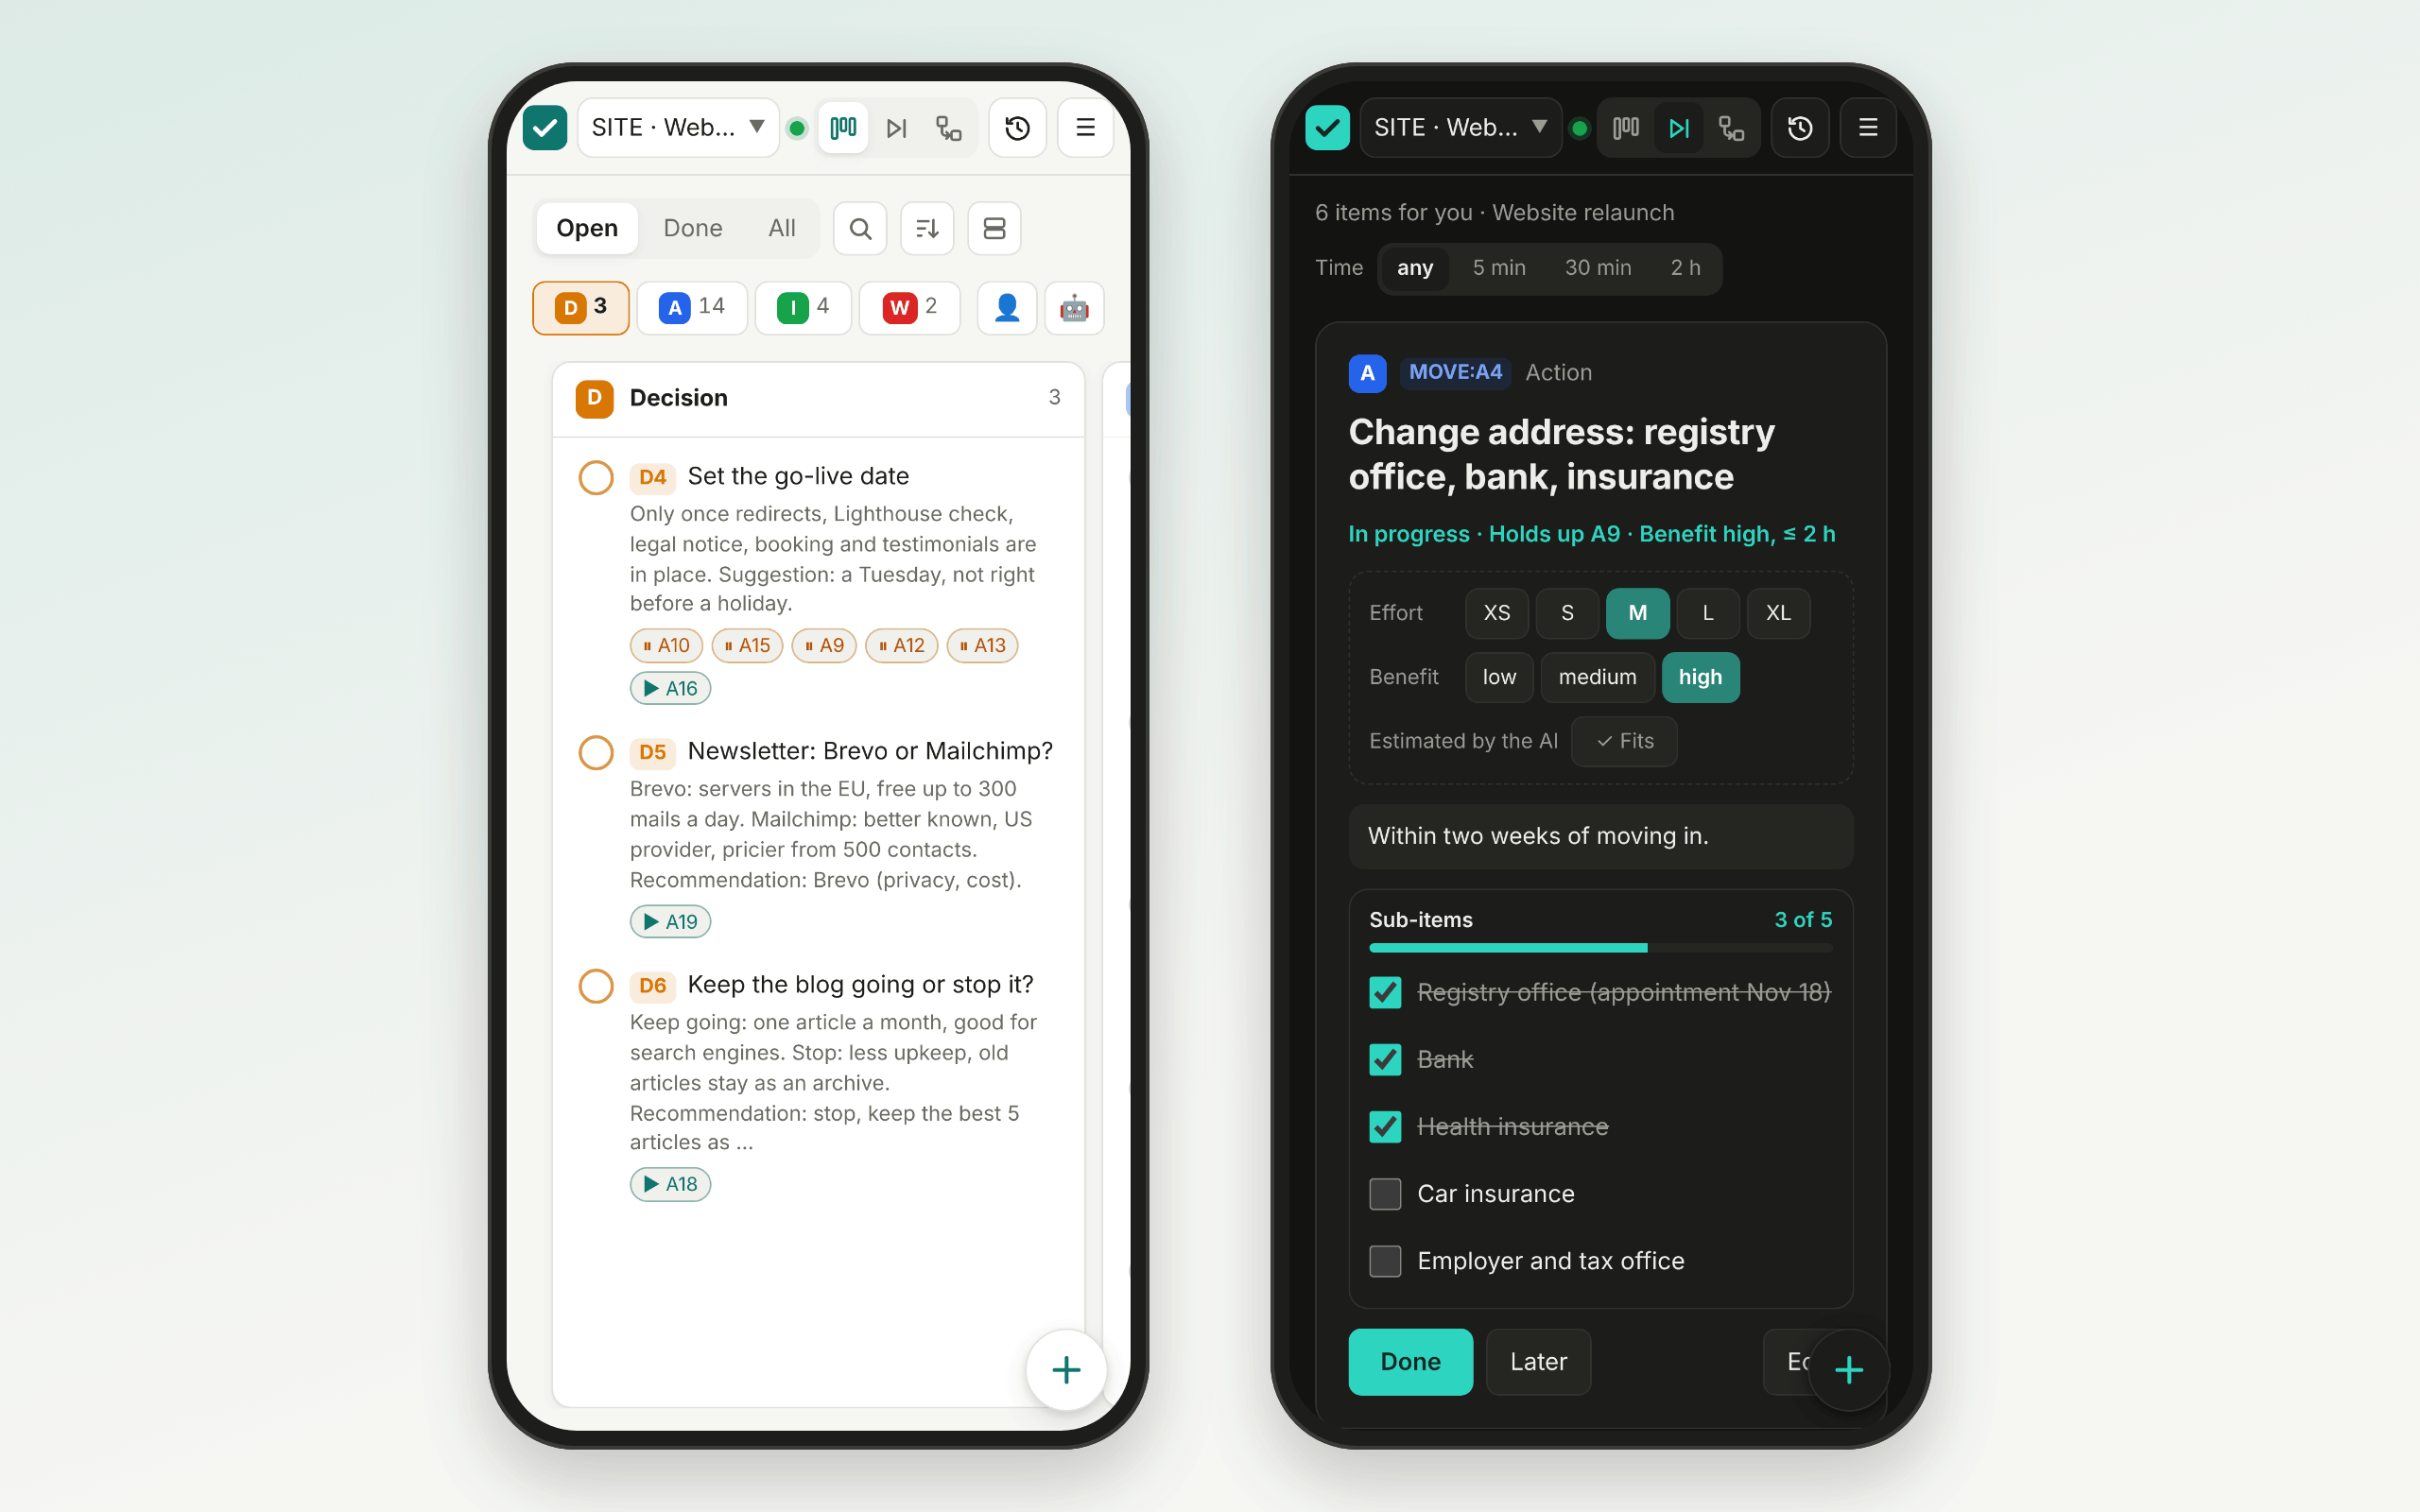 SITE · Web... ▼
Open Done All
D 3 A 14 I 4 W 2
D Decision 3
D4 Set the go-live date
Only once redirects, Lighthouse check,
legal notice, booking and testimonials are
in place. Suggestion: a Tuesday, not right
before a holiday.
A10 A15 A9 A12 A13
A16
D5 Newsletter: Brevo or Mailchimp?
Brevo: servers in the EU, free up to 300
mails a day. Mailchimp: better known, US
provider, pricier from 500 contacts.
Recommendation: Brevo (privacy, cost).
A19
D6 Keep the blog going or stop it?
Keep going: one article a month, good for
search engines. Stop: less upkeep, old
articles stay as an archive.
Recommendation: stop, keep the best 5
articles as ...
A18
SITE · Web... ▼
6 items for you · Website relaunch
Time any 5 min 30 min 2 h
A MOVE:A4 Action
Change address: registry
office, bank, insurance
In progress · Holds up A9 · Benefit high, ≤ 2 h
Effort XS S M L XL
Benefit low medium high
Estimated by the AI ✓ Fits
Within two weeks of moving in.
Sub-items 3 of 5
Registry office (appointment Nov 18)
Bank
Health insurance
Car insurance
Employer and tax office
Done Later